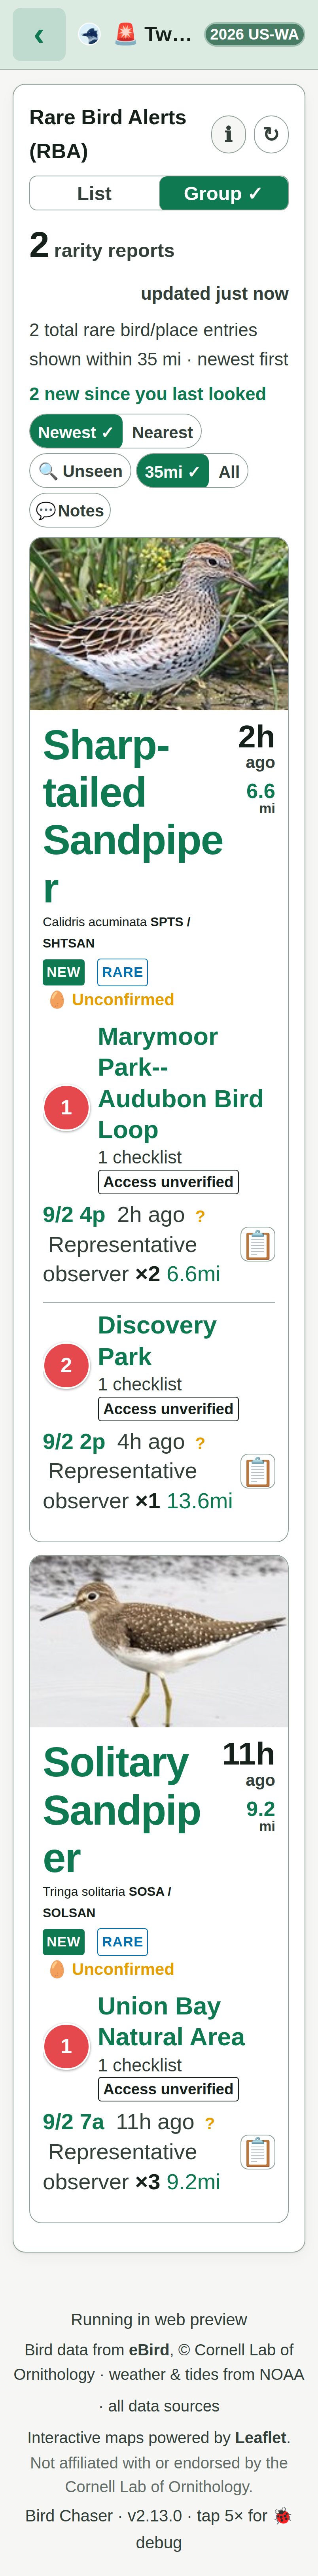 ‹ 🚨 Tw... 2026 US-WA
Rare Bird Alerts
(RBA)
ℹ ↻
List Group ✓
2 rarity reports
updated just now
2 total rare bird/place entries
shown within 35 mi · newest first
2 new since you last looked
Newest ✓ Nearest
🔍 Unseen 35mi ✓ All
💬 Notes
Sharp-
tailed
Sandpipe
r
2h
ago
6.6
mi
Calidris acuminata SPTS /
SHTSAN
NEW RARE
🥚 Unconfirmed
1
Marymoor
Park--
Audubon Bird
Loop
1 checklist
Access unverified
9/2 4p 2h ago ?
Representative
observer ×2 6.6mi
📋
2
Discovery
Park
1 checklist
Access unverified
9/2 2p 4h ago ?
Representative
observer ×1 13.6mi
📋
Solitary
Sandpip
er
11h
ago
9.2
mi
Tringa solitaria SOSA /
SOLSAN
NEW RARE
🥚 Unconfirmed
1
Union Bay
Natural Area
1 checklist
Access unverified
9/2 7a 11h ago ?
Representative
observer ×3 9.2mi
📋
Running in web preview
Bird data from eBird, © Cornell Lab of
Ornithology · weather & tides from NOAA
· all data sources
Interactive maps powered by Leaflet.
Not affiliated with or endorsed by the
Cornell Lab of Ornithology.
Bird Chaser · v2.13.0 · tap 5× for 🐞
debug